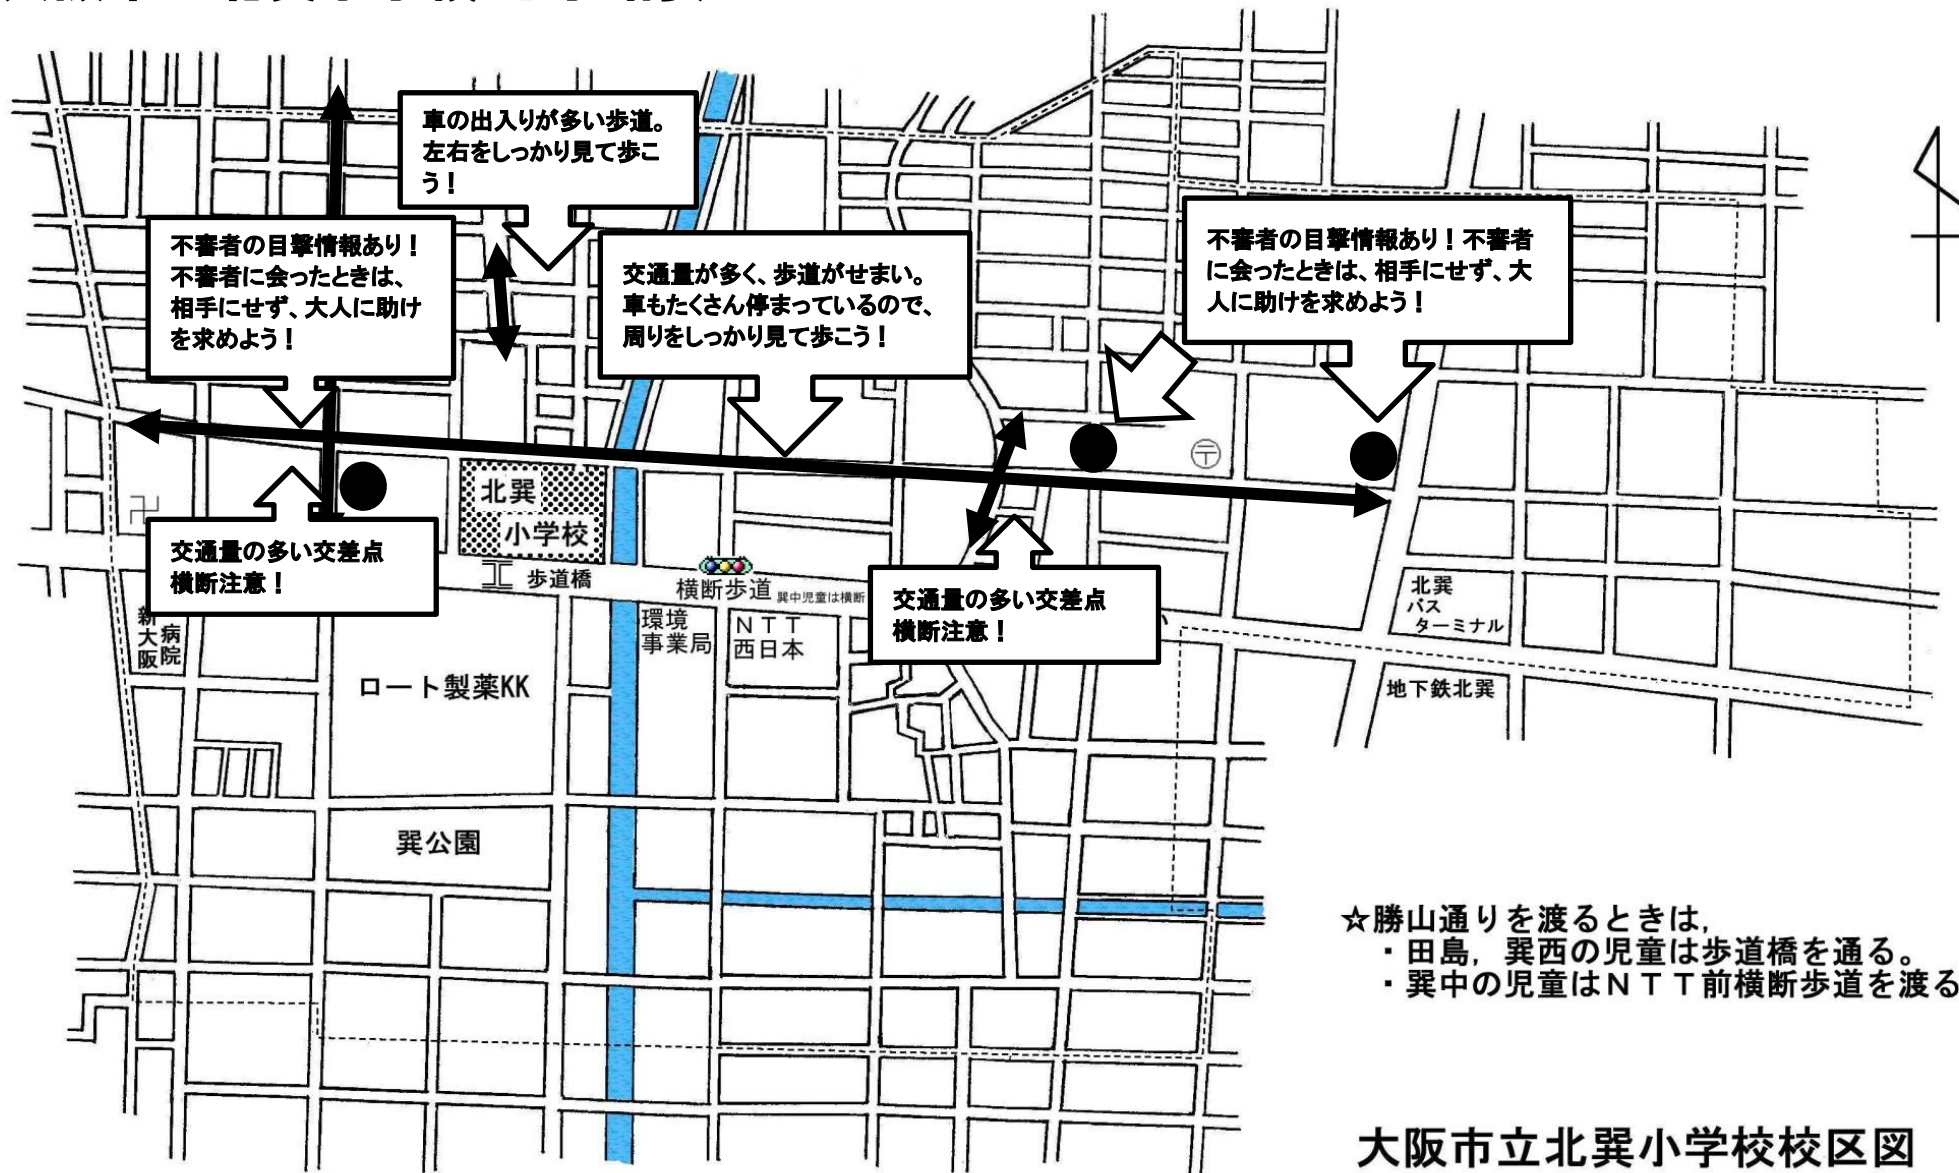 車の出入りが多い歩道。
左右をしっかり見て歩こ
う！
不審者の目撃情報あり！
不審者に会ったときは、
相手にせず、大人に助け
を求めよう！
交通量が多く、歩道がせまい。
車もたくさん停まっているので、
周りをしっかり見て歩こう！
不審者の目撃情報あり！不審者
に会ったときは、相手にせず、大
人に助けを求めよう！
〒
卍
北巽
小学校
交通量の多い交差点
横断注意！
歩道橋
横断歩道
巽中児童は横断
交通量の多い交差点
横断注意！
北巽
バス
ターミナル
新大阪
病院
環境
事業局
ＮＴＴ
西日本
ロート製薬KK
地下鉄北巽
巽公園
☆勝山通りを渡るときは，
・田島，巽西の児童は歩道橋を通る。
・巽中の児童はＮＴＴ前横断歩道を渡る
大阪市立北巽小学校校区図